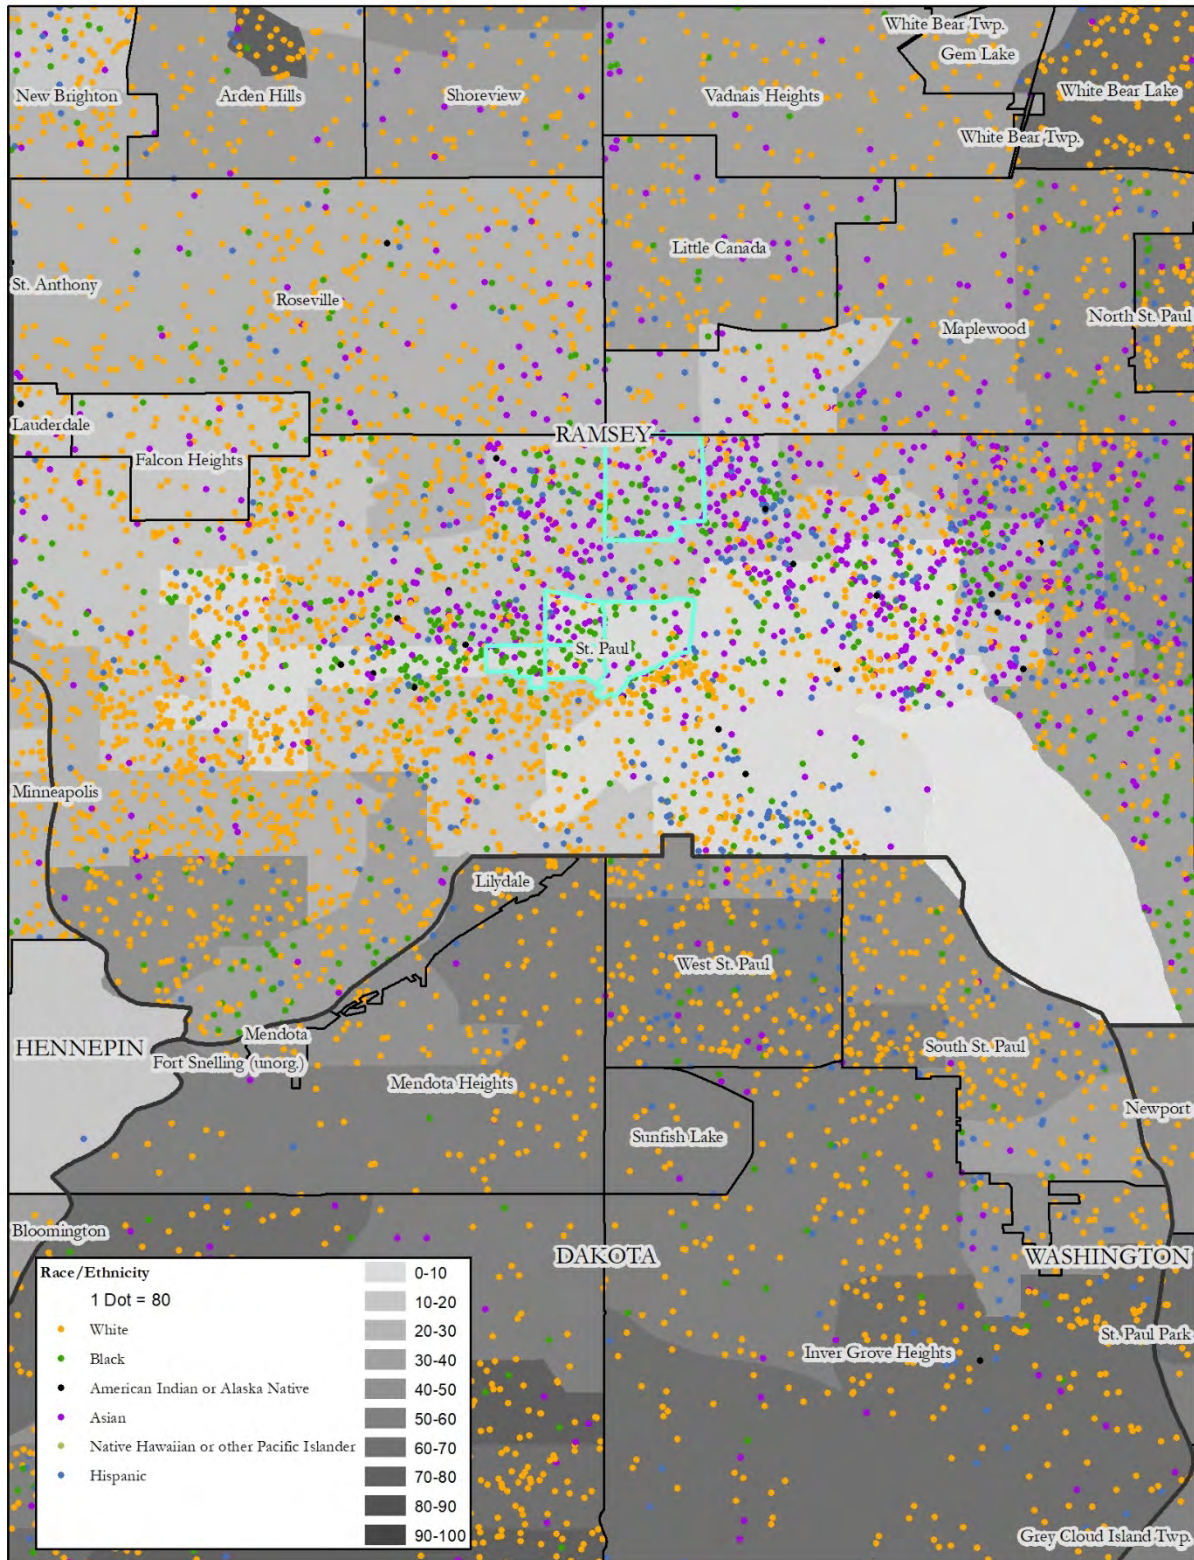 White Bear Twp.
Gem Lake
New Brighton
Arden Hills
Shoreview
Vadnais Heights
White Bear Lake
White Bear Twp.
Little Canada
St. Anthony
Roseville
North St. Paul
Maplewood
Lauderdale
RAMSEY
Falcon Heights
St. Paul
Minneapolis
Lilydale
West St. Paul
Mendota
HENNEPIN
Fort Snelling (unorg.)
South St. Paul
Mendota Heights
Newport
Sunfish Lake
Bloomington
DAKOTA
WASHINGTON
St. Paul Park
Inver Grove Heights
Grey Cloud Island Twp.
Race/Ethnicity
1 Dot = 80
White
Black
American Indian or Alaska Native
Asian
Native Hawaiian or other Pacific Islander
Hispanic
0-10
10-20
20-30
30-40
40-50
50-60
60-70
70-80
80-90
90-100